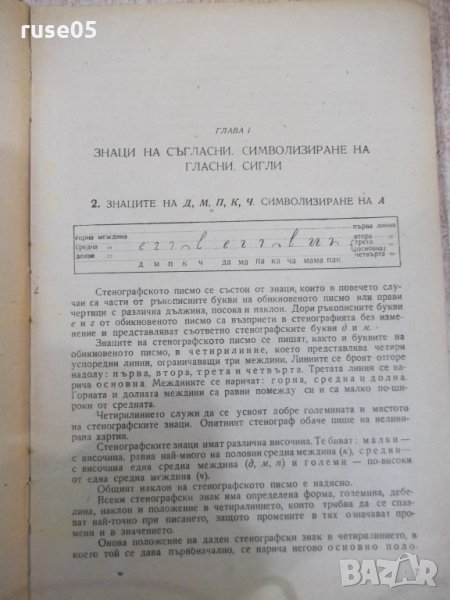 ruse05
ГЛАВА I
ЗНАЦИ НА СЪГЛАСНИ. СИМВОЛИЗИРАНЕ НА
ГЛАСНИ. СИГЛИ
2. ЗНАЦИТЕ НА Д, М, П, К, Ч. СИМВОЛИЗИРАНЕ НА А
горна междина първа линия
средна „ втора „
(трета
(основна)
долна „ четвърта „
д м п к ч да ма па ка ча мама пак
Стенографското писмо се състои от знаци, които в повечето слу-
чаи са части от ръкописните букви на обикновеното писмо или прави
чертици с различна дължина, посока и наклон. Дори ръкописните букви
е и г от обикновеното писмо са възприети в стенографията без изме-
нение и представляват съответно стенографските букви д и м.
Знаците на стенографското писмо се пишат, както и буквите на
обикновеното писмо, в четирилиние, което представлява четири
успоредни линии, ограничаващи три междини. Линиите се броят отгоре
надолу: първа, втора, трета и четвърта. Третата линия се на-
рича основна. Междините се наричат: горна, средна и долна.
Горната и долната междини са равни помежду си и са малко по-ши-
роки от средната.
Четирилинието служи да се усвоят добре големината и мястото
на стенографските знаци. Опитният стенограф обаче пише на нелини-
рана хартия.
Стенографските знаци имат различна височина. Те биват: малки —
с височина, равна най-много на половин средна междина (к), средни —
с височина една средна междина (д, м, п) и големи — по-високи
от една средна междина (ч).
Общият наклон на стенографското писмо е надясно.
Всеки стенографски знак има определена форма, големина, дебе-
лина, наклон и положение в четирилинието, които трябва да се спаз-
ват най-точно при писането, защото промените в тях означават про-
мени и в значението.
Онова положение на даден стенографски знак в четирилинието, в
което той се дава първоначално, се нарича негово основно поло-
BAZAR